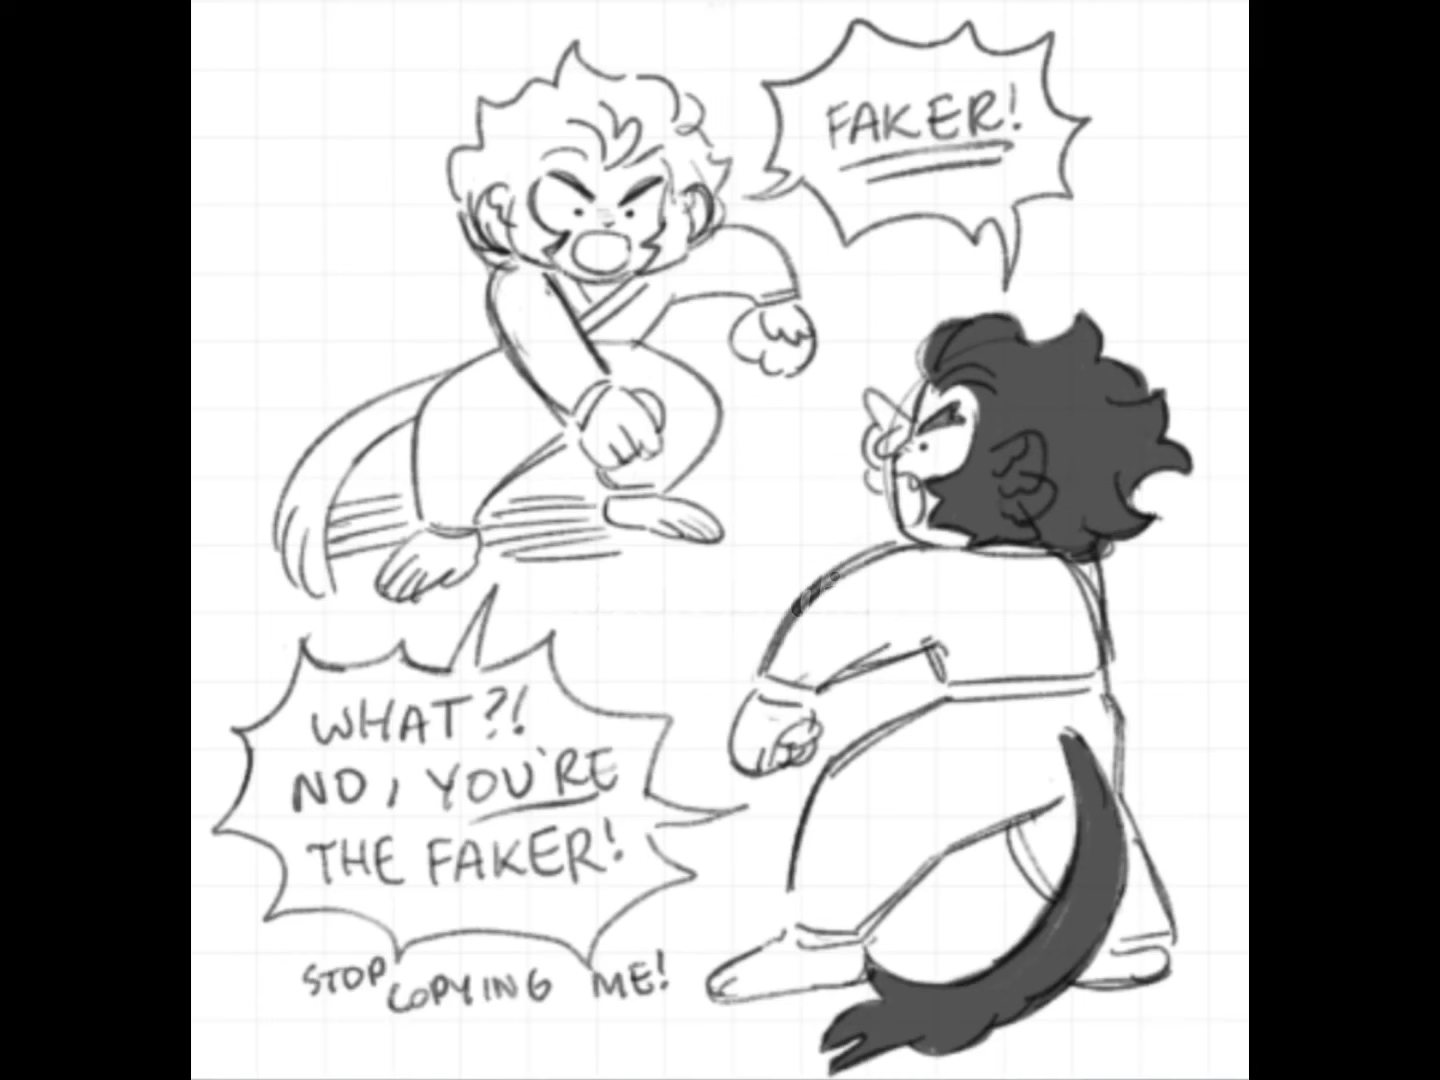 FAKER!
WHAT?!
NO, YOU'RE
THE FAKER!
STOP COPYING ME!